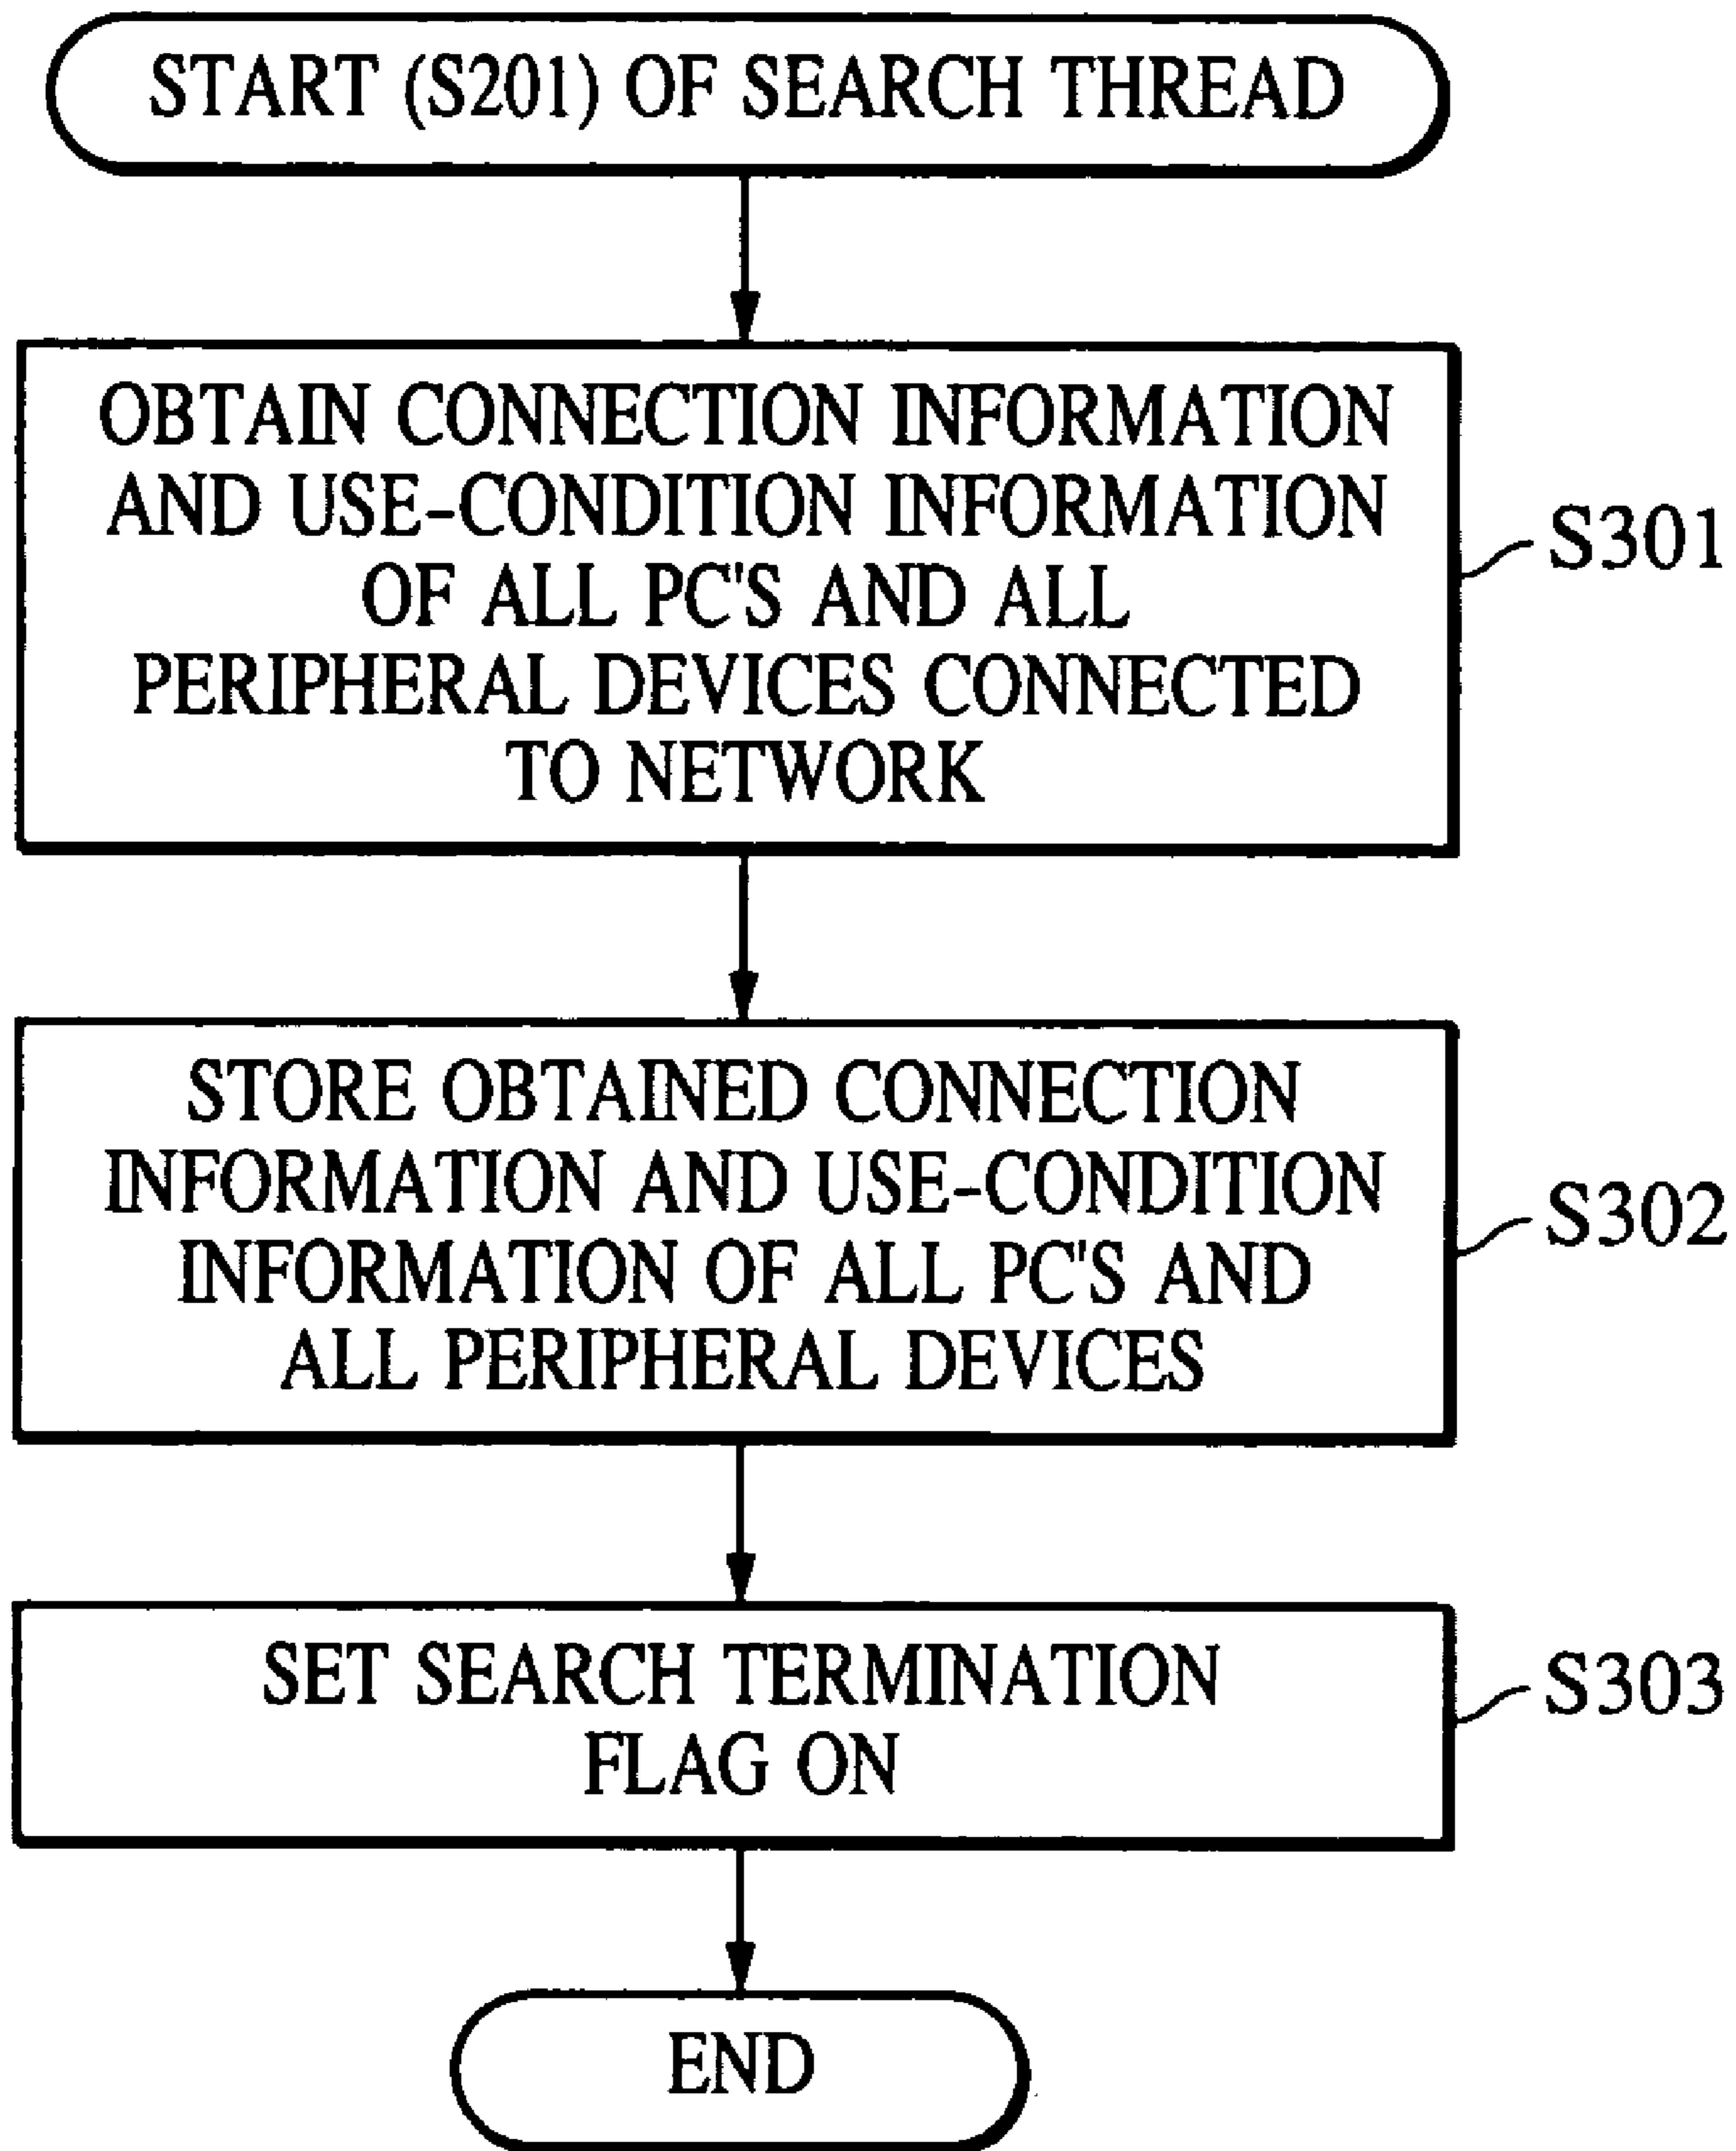 START (S201) OF SEARCH THREAD
OBTAIN CONNECTION INFORMATION
AND USE-CONDITION INFORMATION
OF ALL PC'S AND ALL
PERIPHERAL DEVICES CONNECTED
TO NETWORK
S301
STORE OBTAINED CONNECTION
INFORMATION AND USE-CONDITION
INFORMATION OF ALL PC'S AND
ALL PERIPHERAL DEVICES
S302
SET SEARCH TERMINATION
FLAG ON
S303
END